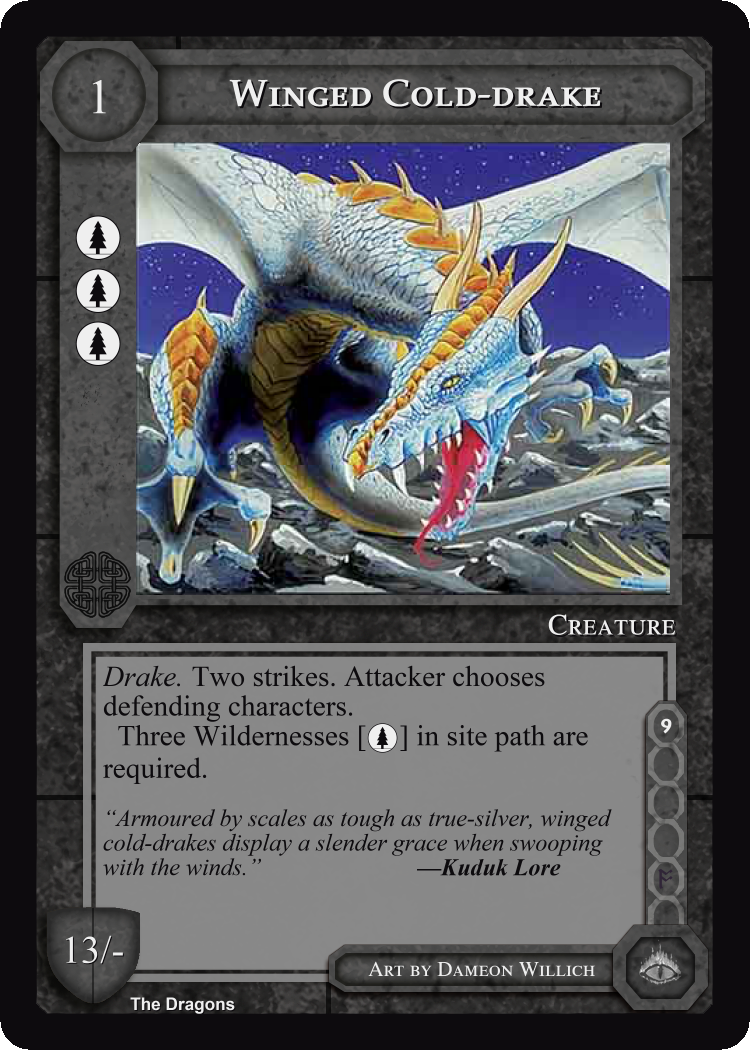 1
Winged Cold-drake
Creature
Drake. Two strikes. Attacker chooses
defending characters.
Three Wildernesses [ ] in site path are
required.
9
“Armoured by scales as tough as true-silver, winged
cold-drakes display a slender grace when swooping
with the winds.” —Kuduk Lore
13/-
Art by Dameon Willich
The Dragons